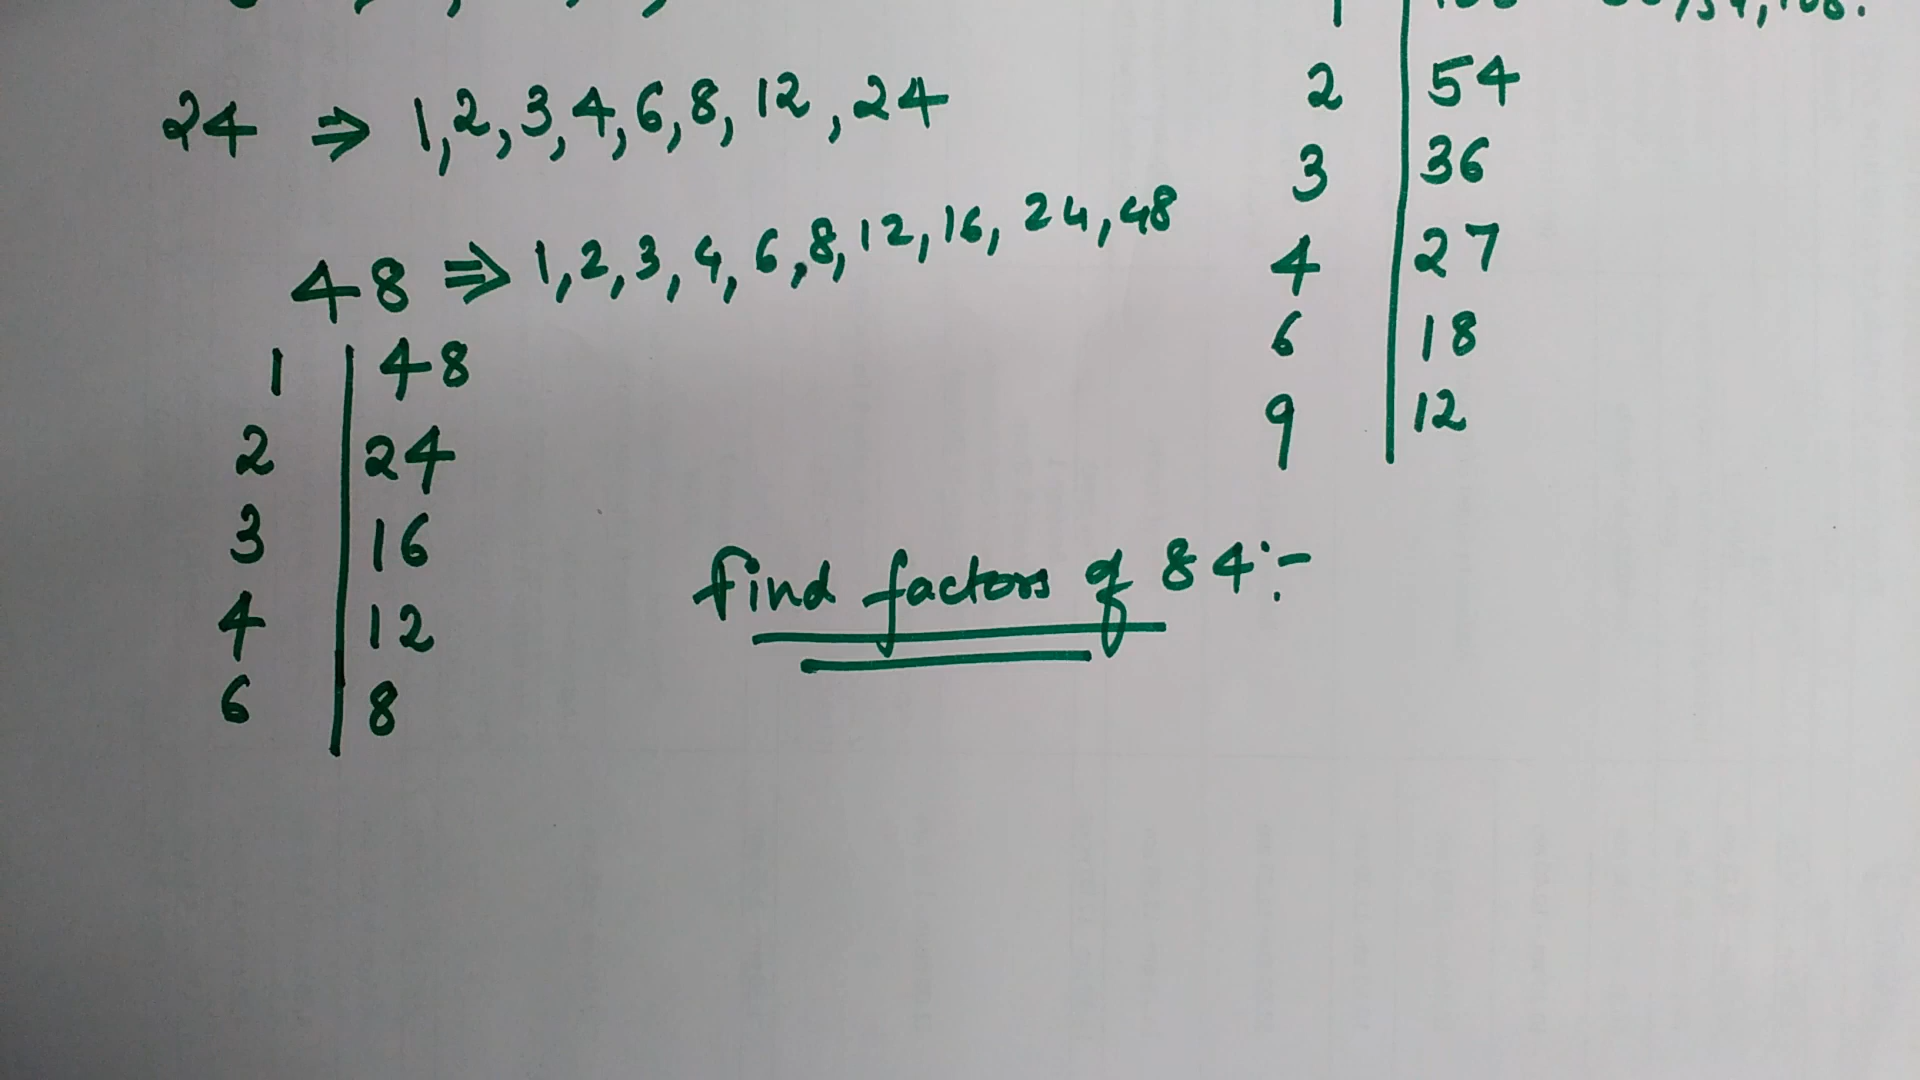 24 ⇒ 1,2,3,4,6,8,12,24
48 ⇒ 1,2,3,4,6,8,12,16,24,48
1 | 48
2 | 24
3 | 16
4 | 12
6 | 8
2 | 54
3 | 36
4 | 27
6 | 18
9 | 12
find factors of 84:-